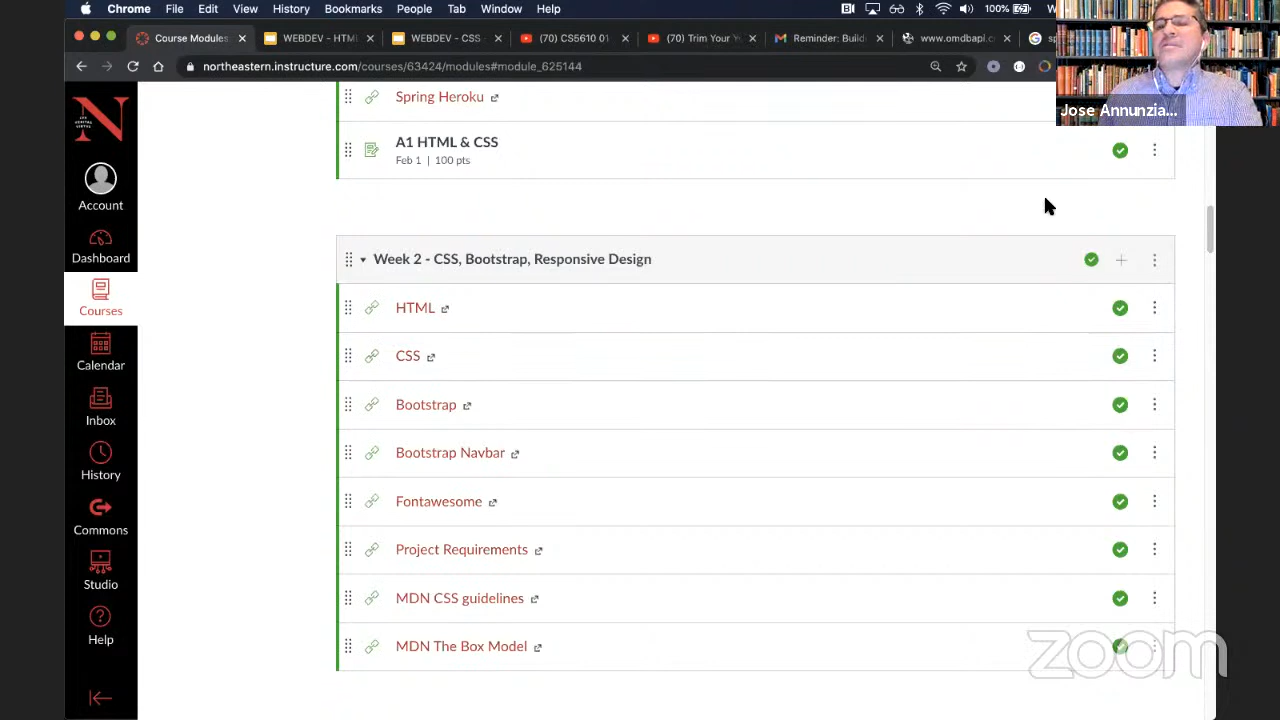 Chrome File Edit View History Bookmarks People Tab Window Help 100%
Course Modules WEBDEV - HTM WEBDEV - C (70) CS5610 01 (70) Trim Your Reminder: Build www.omdbapi.c sp
northeastern.instructure.com/courses/63424/modules#module_625144
Jose Annunzia...
N
Account
Dashboard
Courses
Calendar
Inbox
History
Commons
Studio
Help
Spring Heroku
A1 HTML & CSS
Feb 1 | 100 pts
Week 2 - CSS, Bootstrap, Responsive Design
HTML
CSS
Bootstrap
Bootstrap Navbar
Fontawesome
Project Requirements
MDN CSS guidelines
MDN The Box Model
zoom